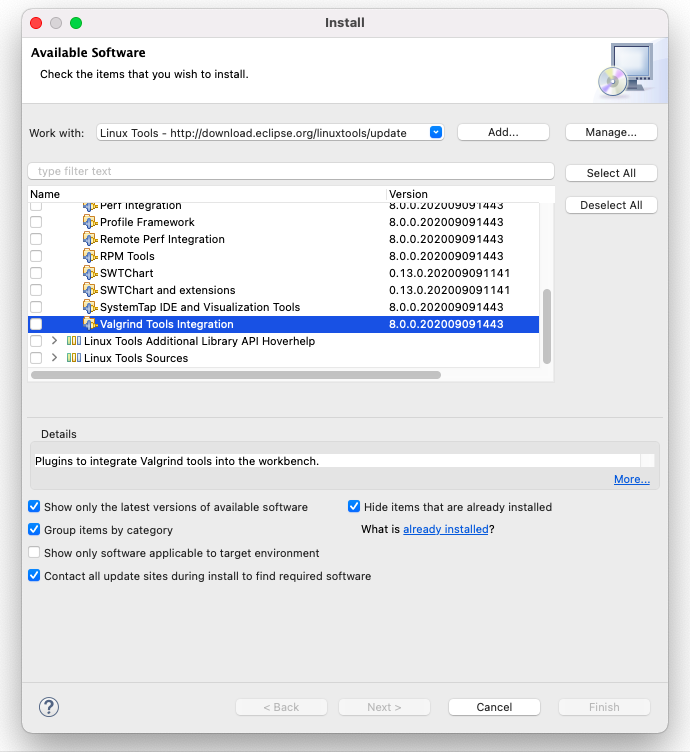 Install
Available Software
Check the items that you wish to install.
Work with: Linux Tools - http://download.eclipse.org/linuxtools/update Add... Manage...
type filter text Select All
Name Version Deselect All
Perf Integration 8.0.0.202009091443
Profile Framework 8.0.0.202009091443
Remote Perf Integration 8.0.0.202009091443
RPM Tools 8.0.0.202009091443
SWTChart 0.13.0.202009091141
SWTChart and extensions 0.13.0.202009091141
SystemTap IDE and Visualization Tools 8.0.0.202009091443
Valgrind Tools Integration 8.0.0.202009091443
Linux Tools Additional Library API Hoverhelp
Linux Tools Sources
Details
Plugins to integrate Valgrind tools into the workbench.
More...
Show only the latest versions of available software Hide items that are already installed
Group items by category What is already installed?
Show only software applicable to target environment
Contact all update sites during install to find required software
? < Back Next > Cancel Finish